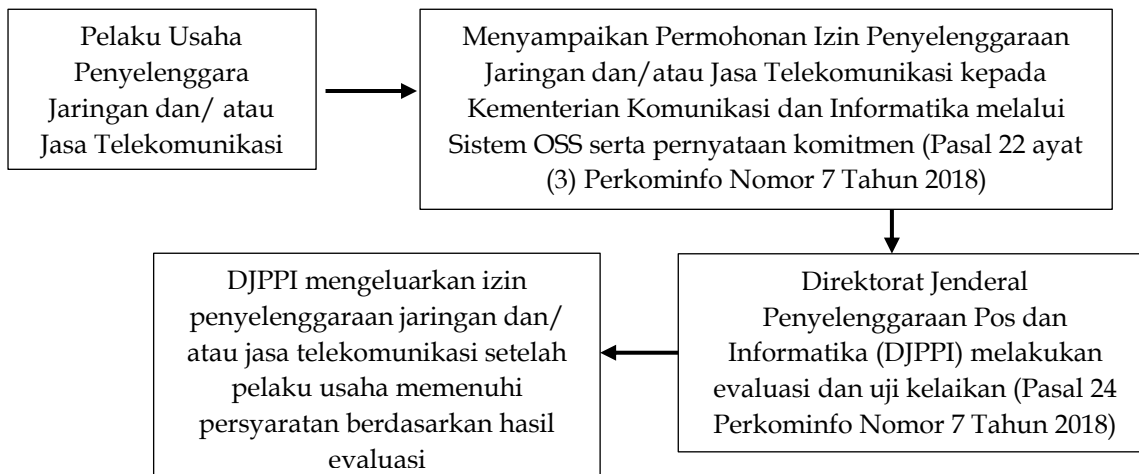 Pelaku Usaha
Penyelenggara
Jaringan dan/ atau
Jasa Telekomunikasi
Menyampaikan Permohonan Izin Penyelenggaraan
Jaringan dan/atau Jasa Telekomunikasi kepada
Kementerian Komunikasi dan Informatika melalui
Sistem OSS serta pernyataan komitmen (Pasal 22 ayat
(3) Perkominfo Nomor 7 Tahun 2018)
Direktorat Jenderal
Penyelenggaraan Pos dan
Informatika (DJPPI) melakukan
evaluasi dan uji kelaikan (Pasal 24
Perkominfo Nomor 7 Tahun 2018)
DJPPI mengeluarkan izin
penyelenggaraan jaringan dan/
atau jasa telekomunikasi setelah
pelaku usaha memenuhi
persyaratan berdasarkan hasil
evaluasi